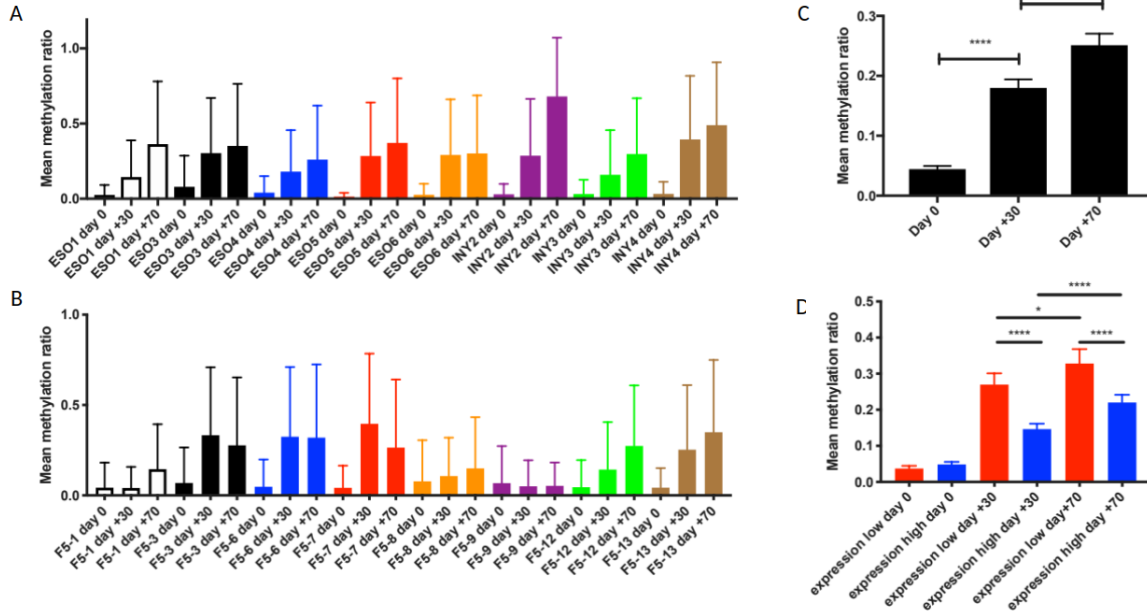 A
Mean methylation ratio
1.0
0.5
0.0
ESO1 day 0
ESO1 day +30
ESO1 day +70
ESO3 day 0
ESO3 day +30
ESO3 day +70
ESO4 day 0
ESO4 day +30
ESO4 day +70
ESO5 day 0
ESO5 day +30
ESO5 day +70
ESO6 day 0
ESO6 day +30
ESO6 day +70
INY2 day 0
INY2 day +30
INY2 day +70
INY3 day 0
INY3 day +30
INY3 day +70
INY4 day 0
INY4 day +30
INY4 day +70
B
Mean methylation ratio
1.0
0.5
0.0
F5-1 day 0
F5-1 day +30
F5-1 day +70
F5-3 day 0
F5-3 day +30
F5-3 day +70
F5-6 day 0
F5-6 day +30
F5-6 day +70
F5-7 day 0
F5-7 day +30
F5-7 day +70
F5-8 day 0
F5-8 day +30
F5-8 day +70
F5-9 day 0
F5-9 day +30
F5-9 day +70
F5-12 day 0
F5-12 day +30
F5-12 day +70
F5-13 day 0
F5-13 day +30
F5-13 day +70
C
Mean methylation ratio
0.3
0.2
0.1
0.0
****
Day 0
Day +30
Day +70
D
Mean methylation ratio
0.5
0.4
0.3
0.2
0.1
0.0
****
*
**** ****
expression low day 0
expression high day 0
expression low day +30
expression high day +30
expression low day+70
expression high day +70